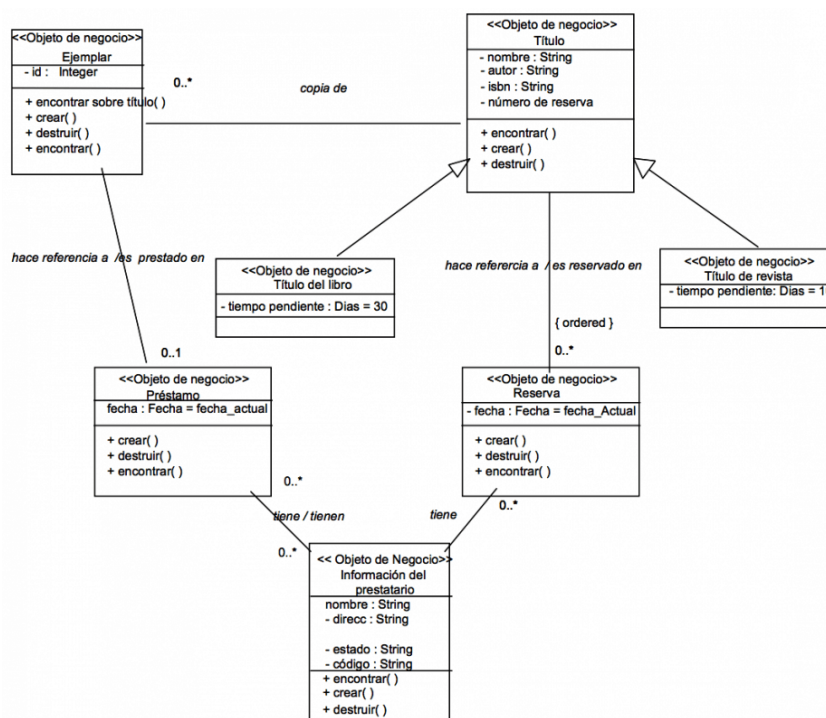 <<Objeto de negocio>>
Ejemplar
- id : Integer
+ encontrar sobre título( )
+ crear( )
+ destruir( )
+ encontrar( )
0..*
copia de
<<Objeto de negocio>>
Título
- nombre : String
- autor : String
- isbn : String
- número de reserva
+ encontrar( )
+ crear( )
+ destruir( )
hace referencia a /es prestado en
<<Objeto de negocio>>
Título del libro
- tiempo pendiente : Dias = 30
hace referencia a / es reservado en
<<Objeto de negocio>>
Título de revista
- tiempo pendiente: Dias = 1
{ ordered }
0..1
0..*
<<Objeto de negocio>>
Préstamo
fecha : Fecha = fecha_actual
+ crear( )
+ destruir( )
+ encontrar( )
0..*
<<Objeto de negocio>>
Reserva
- fecha : Fecha = fecha_Actual
+ crear( )
+ destruir( )
+ encontrar( )
0..*
tiene / tienen
tiene
0..*
<< Objeto de Negocio>>
Información del
prestatario
nombre : String
- direcc : String
- estado : String
- código : String
+ encontrar( )
+ crear( )
+ destruir( )